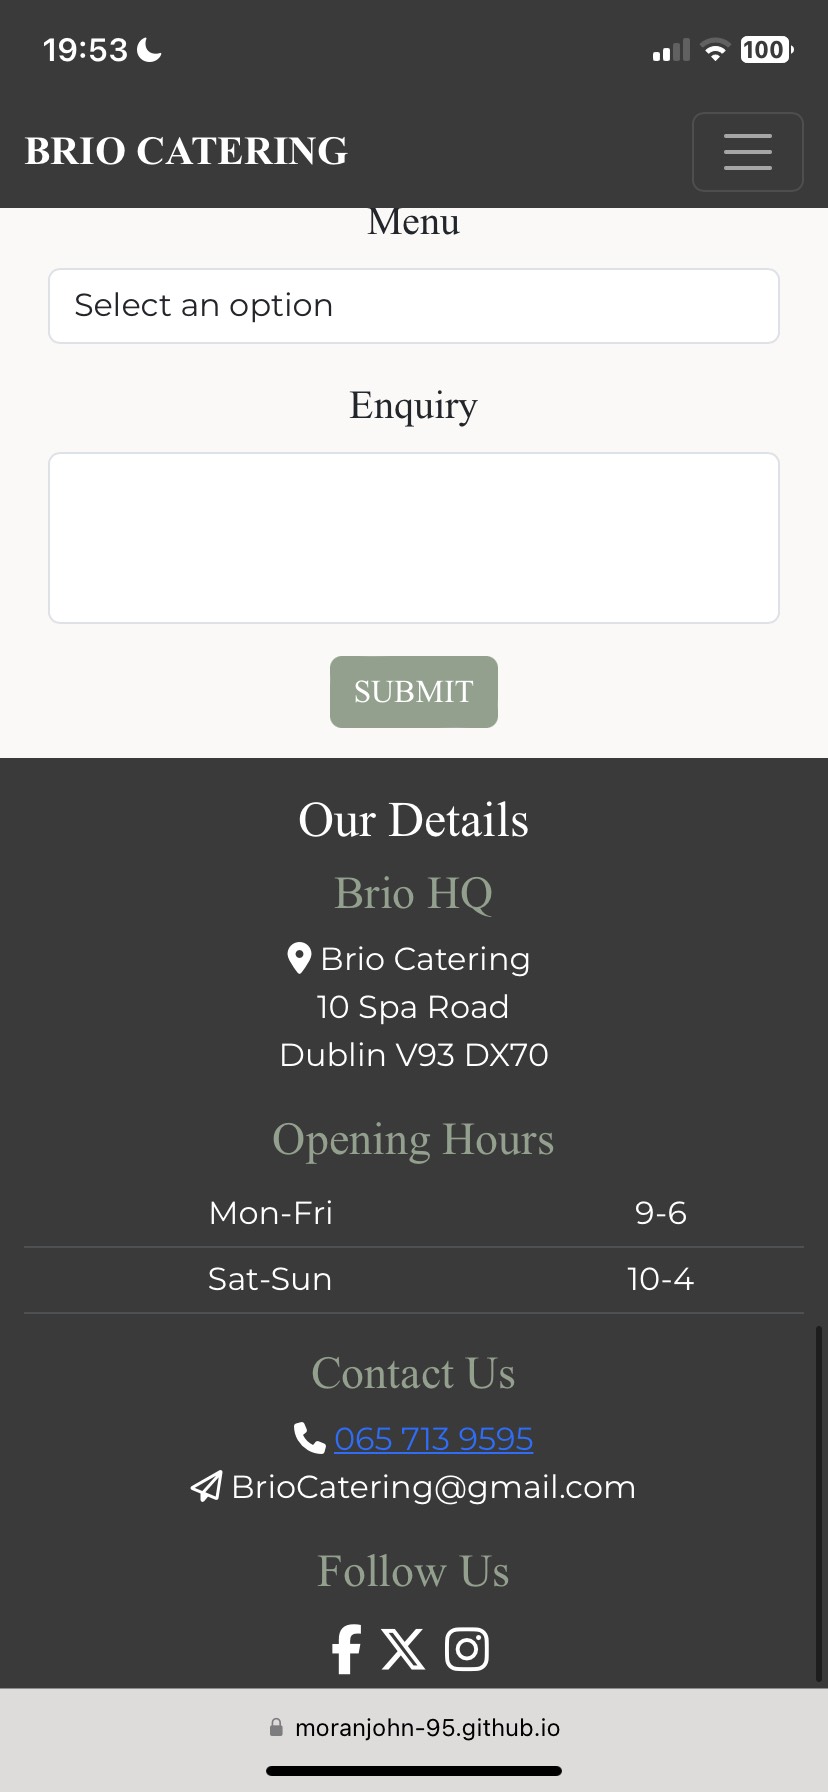 19:53
100
BRIO CATERING
Menu
Select an option
Enquiry
SUBMIT
Our Details
Brio HQ
Brio Catering
10 Spa Road
Dublin V93 DX70
Opening Hours
Mon-Fri 9-6
Sat-Sun 10-4
Contact Us
065 713 9595
BrioCatering@gmail.com
Follow Us
moranjohn-95.github.io